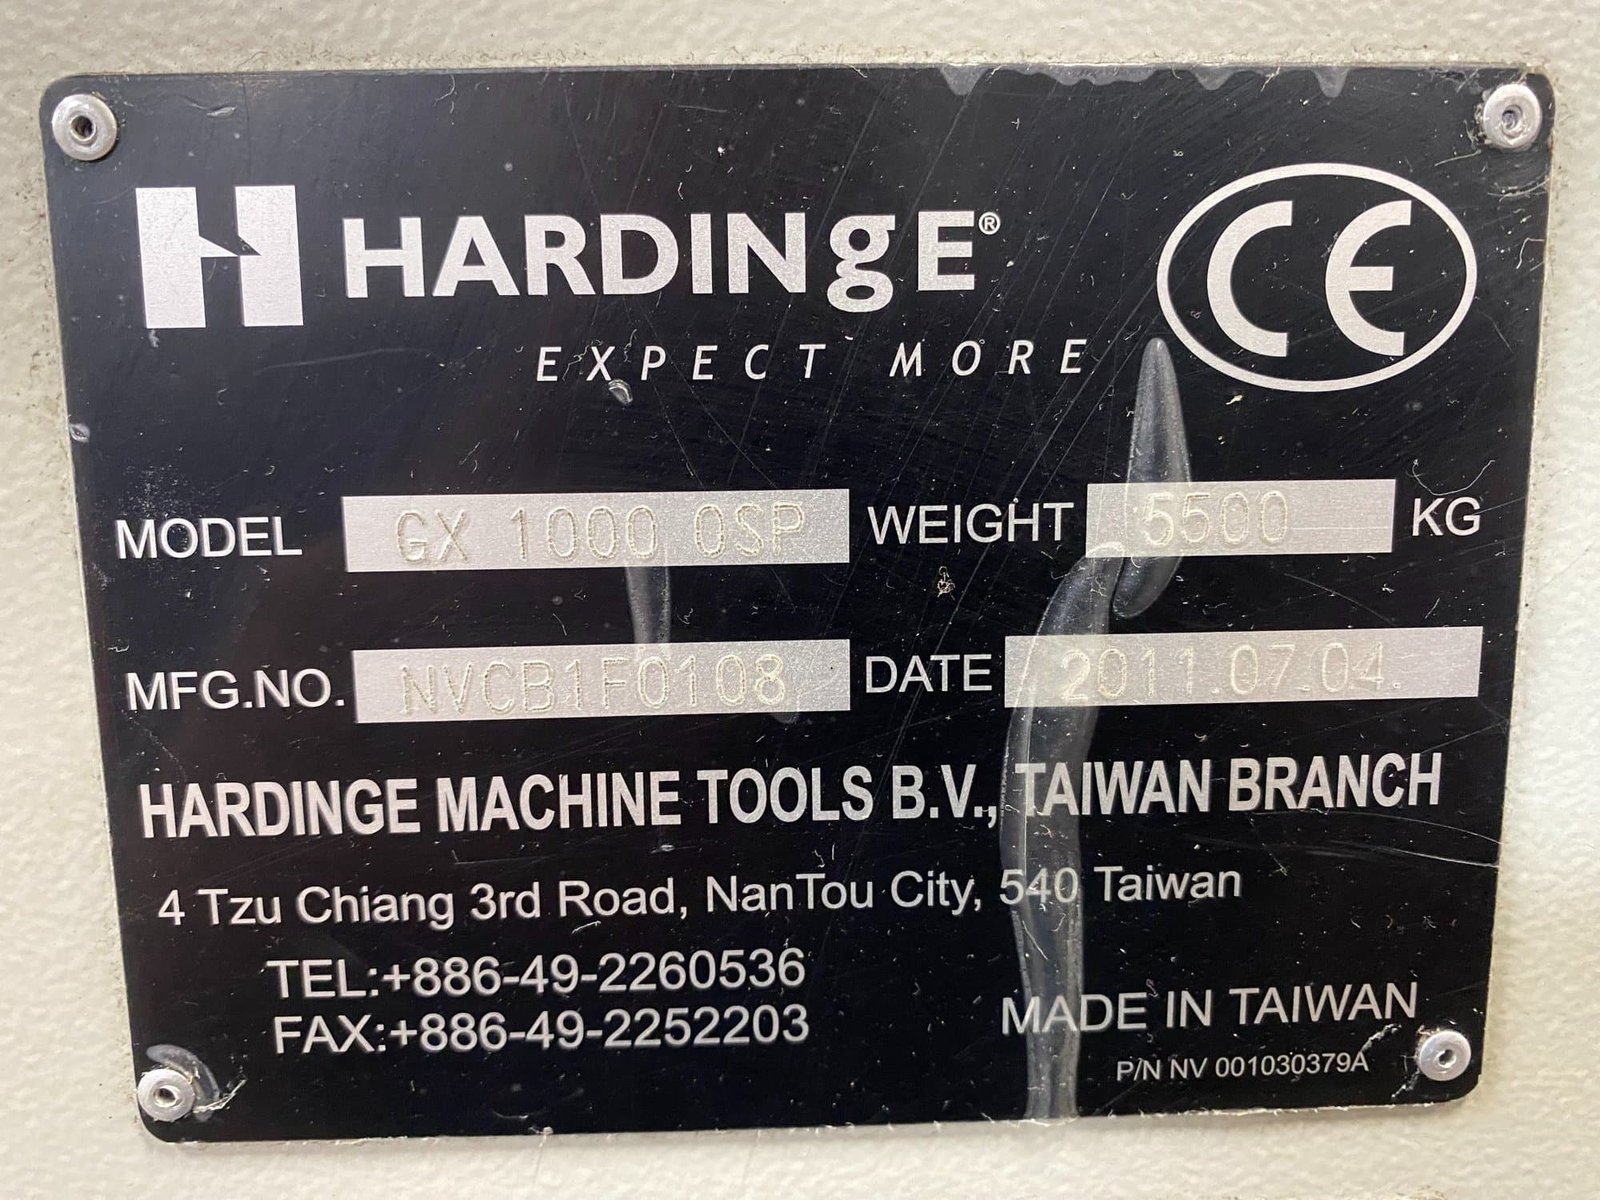 HARDINgE®
CE
EXPECT MORE
MODEL GX 1000 OSP WEIGHT 5500 KG
MFG.NO. NVCB1F0108 DATE 2011.07.04.
HARDINGE MACHINE TOOLS B.V., TAIWAN BRANCH
4 Tzu Chiang 3rd Road, NanTou City, 540 Taiwan
TEL:+886-49-2260536
FAX:+886-49-2252203
MADE IN TAIWAN
P/N NV 001030379A